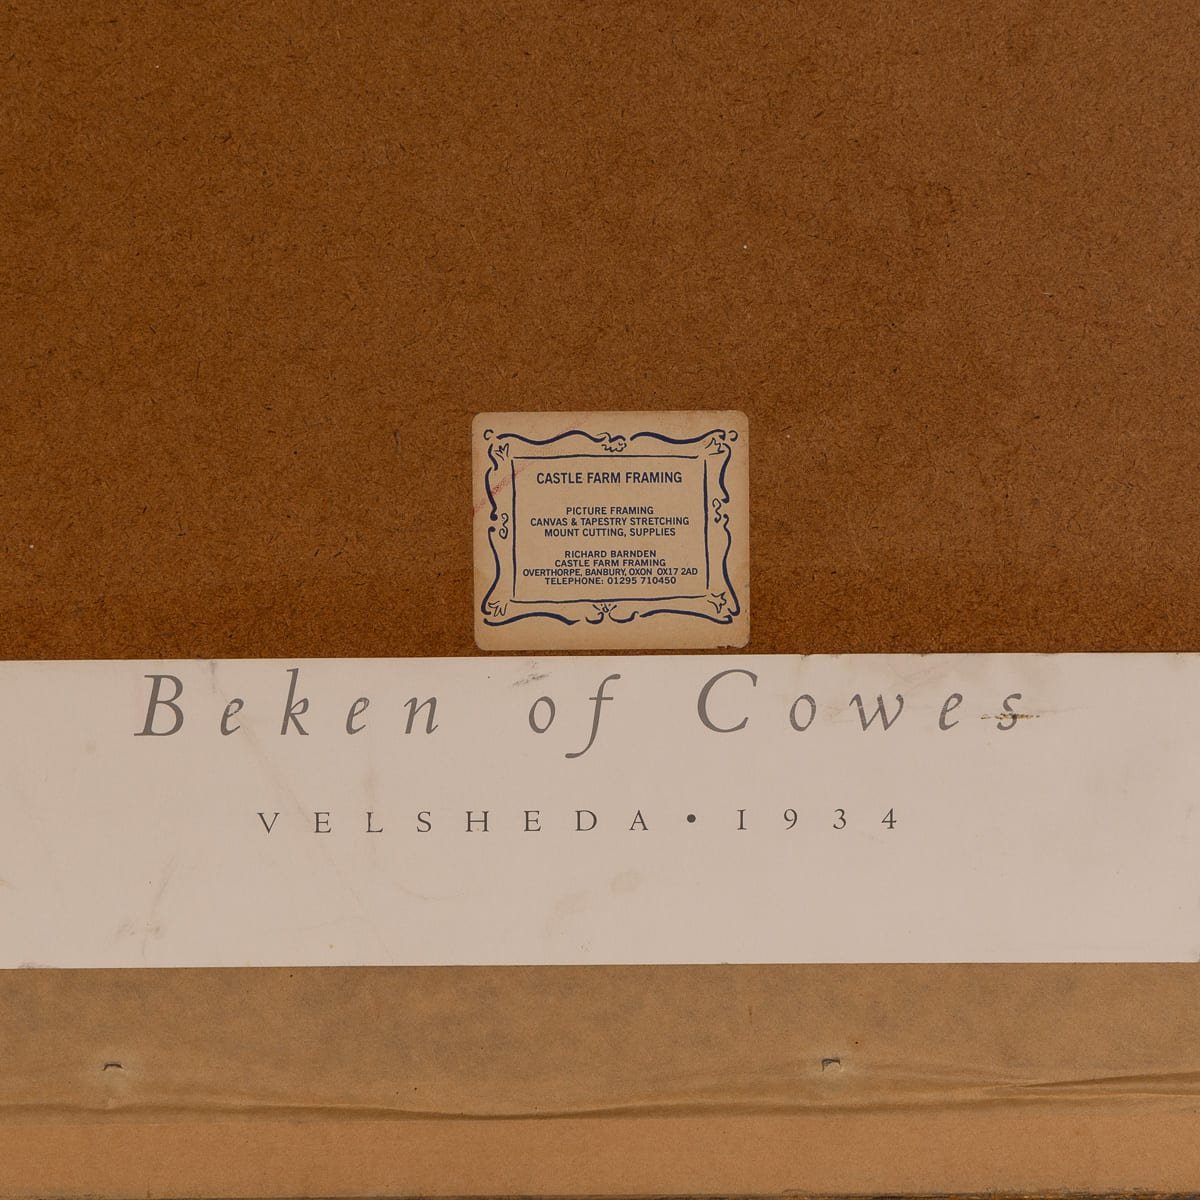 CASTLE FARM FRAMING
PICTURE FRAMING
CANVAS & TAPESTRY STRETCHING
MOUNT CUTTING, SUPPLIES
RICHARD BARNDEN
CASTLE FARM FRAMING
OVERTHORPE, BANBURY, OXON OX17 2AD
TELEPHONE: 01295 710450
Beken of Cowes
VELSHEDA • 1934